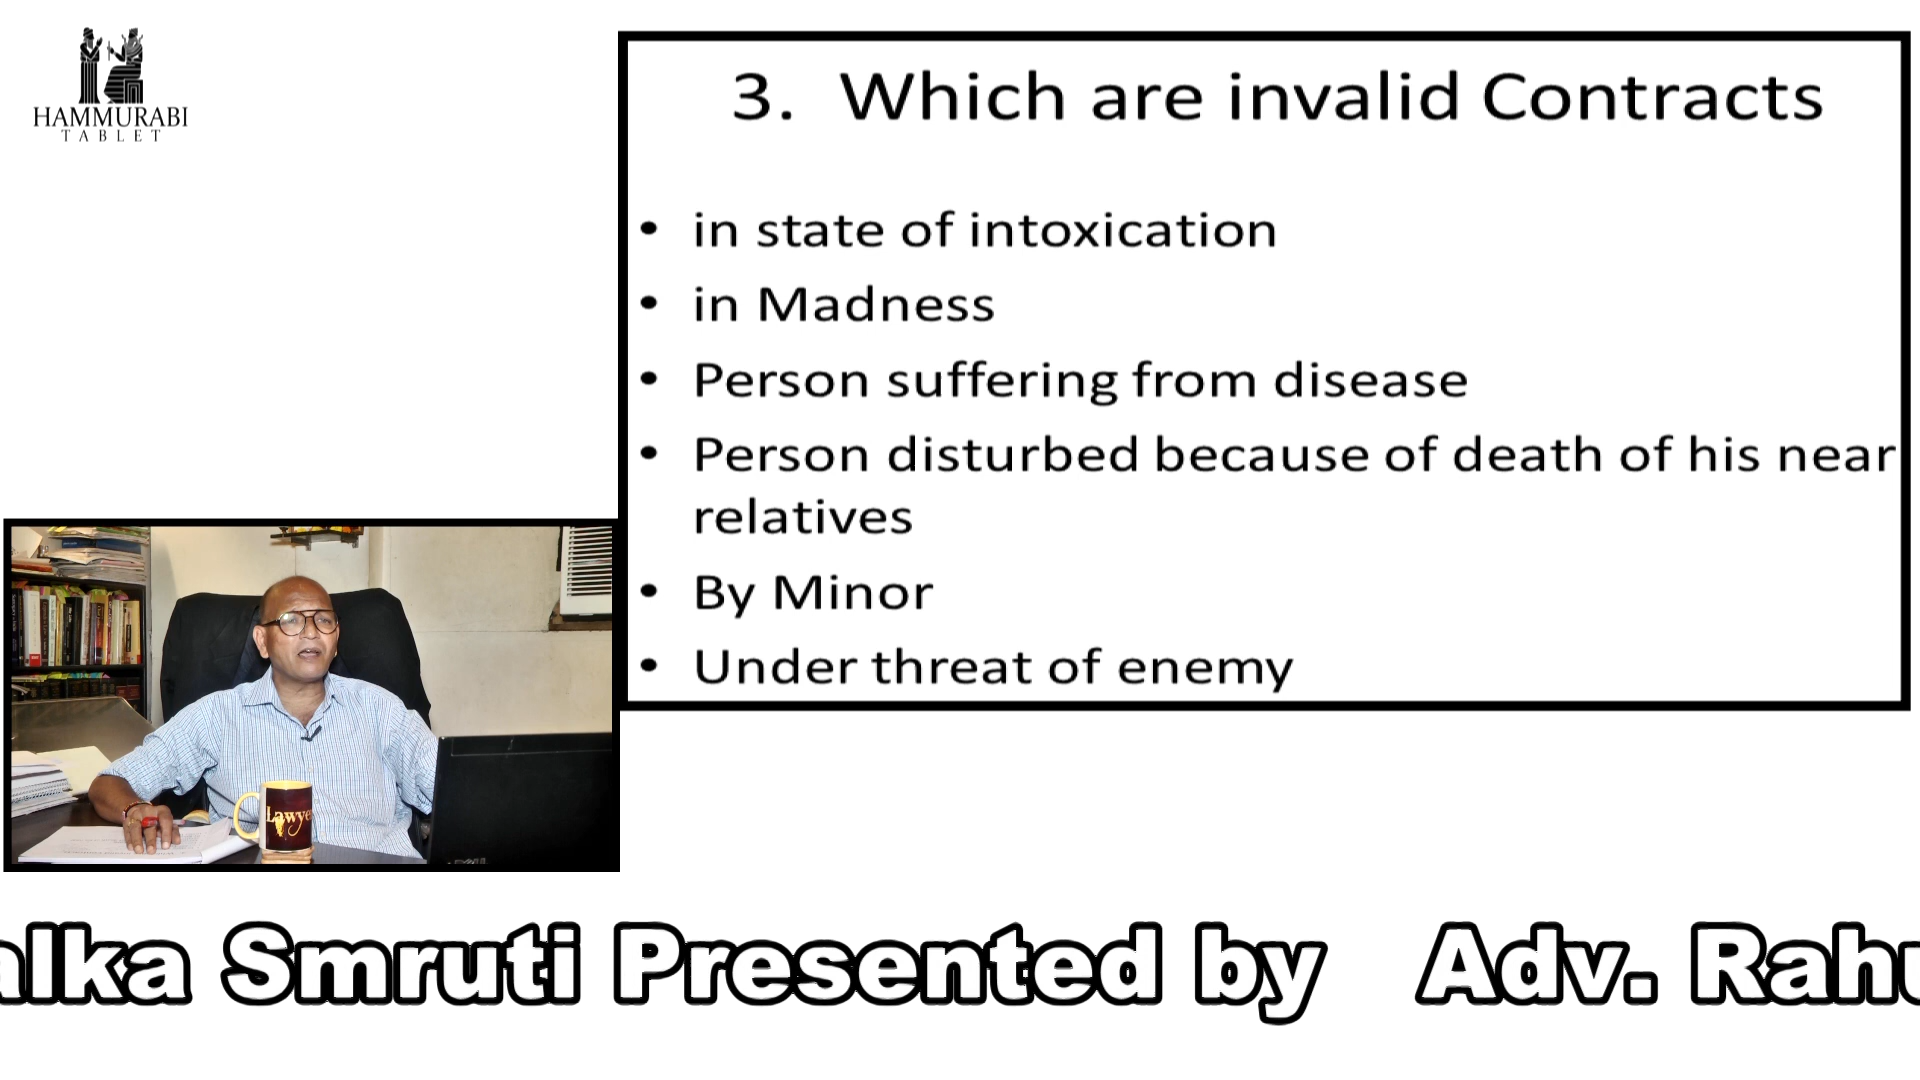 HAMMURABI
TABLET
3. Which are invalid Contracts
• in state of intoxication
• in Madness
• Person suffering from disease
• Person disturbed because of death of his near
relatives
• By Minor
• Under threat of enemy
Lawye
alka Smruti Presented by Adv. Rahu